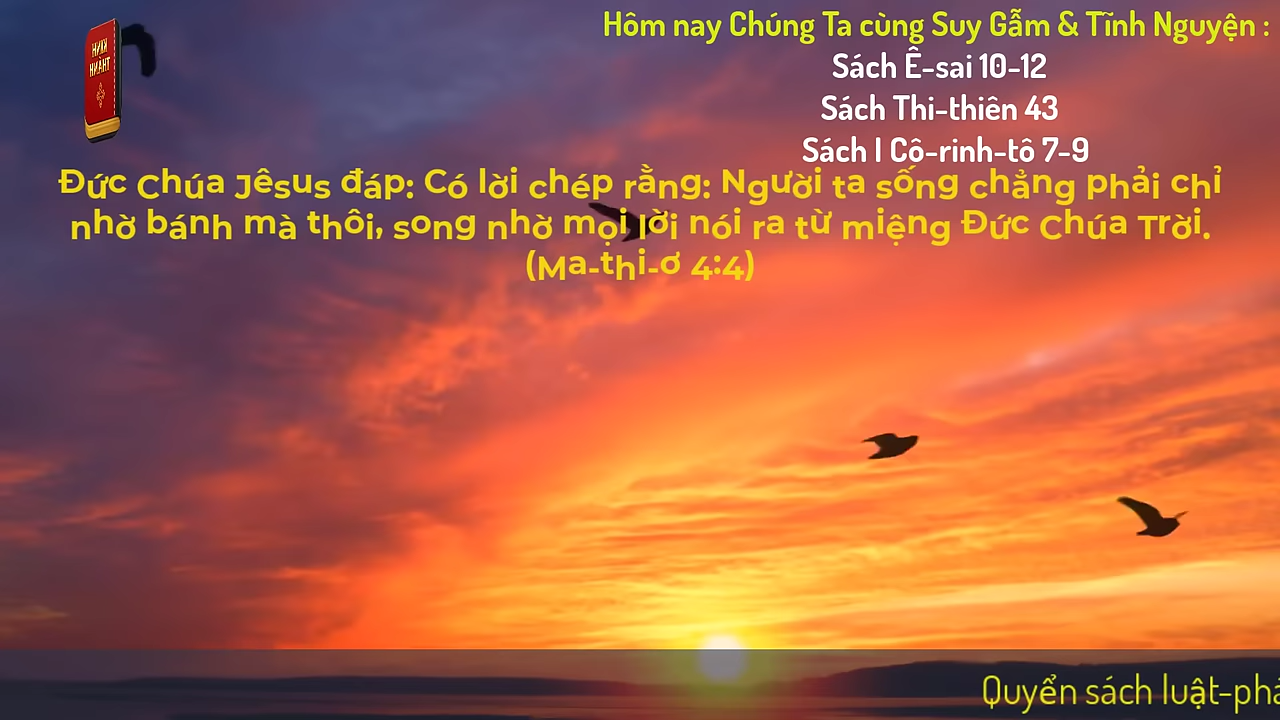 Hôm nay Chúng Ta cùng Suy Gẫm & Tĩnh Nguyện :
Sách Ê-sai 10-12
Sách Thi-thiên 43
Sách I Cô-rinh-tô 7-9
Đức Chúa Jêsus đáp: Có lời chép rằng: Người ta sống chẳng phải chỉ
nhờ bánh mà thôi, song nhờ mọi lời nói ra từ miệng Đức Chúa Trời.
(Ma-thi-ơ 4:4)
Quyển sách luật-phá